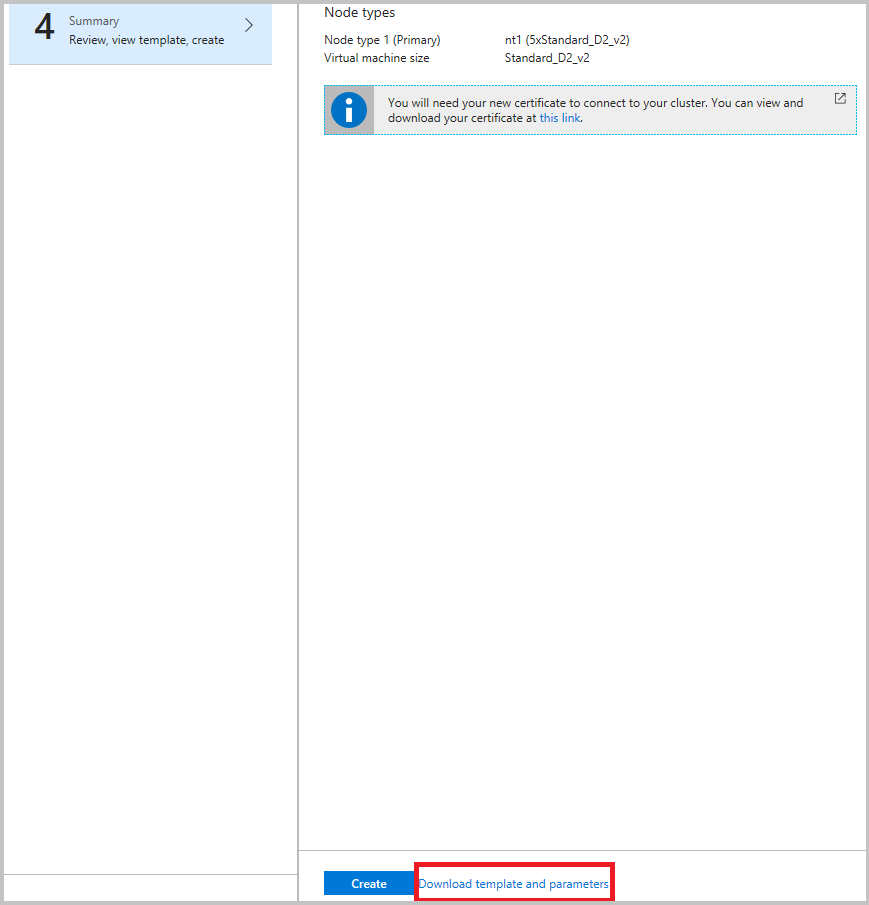 4
Summary
Review, view template, create
Node types
Node type 1 (Primary) nt1 (5xStandard_D2_v2)
Virtual machine size Standard_D2_v2
You will need your new certificate to connect to your cluster. You can view and
download your certificate at this link.
Create Download template and parameters